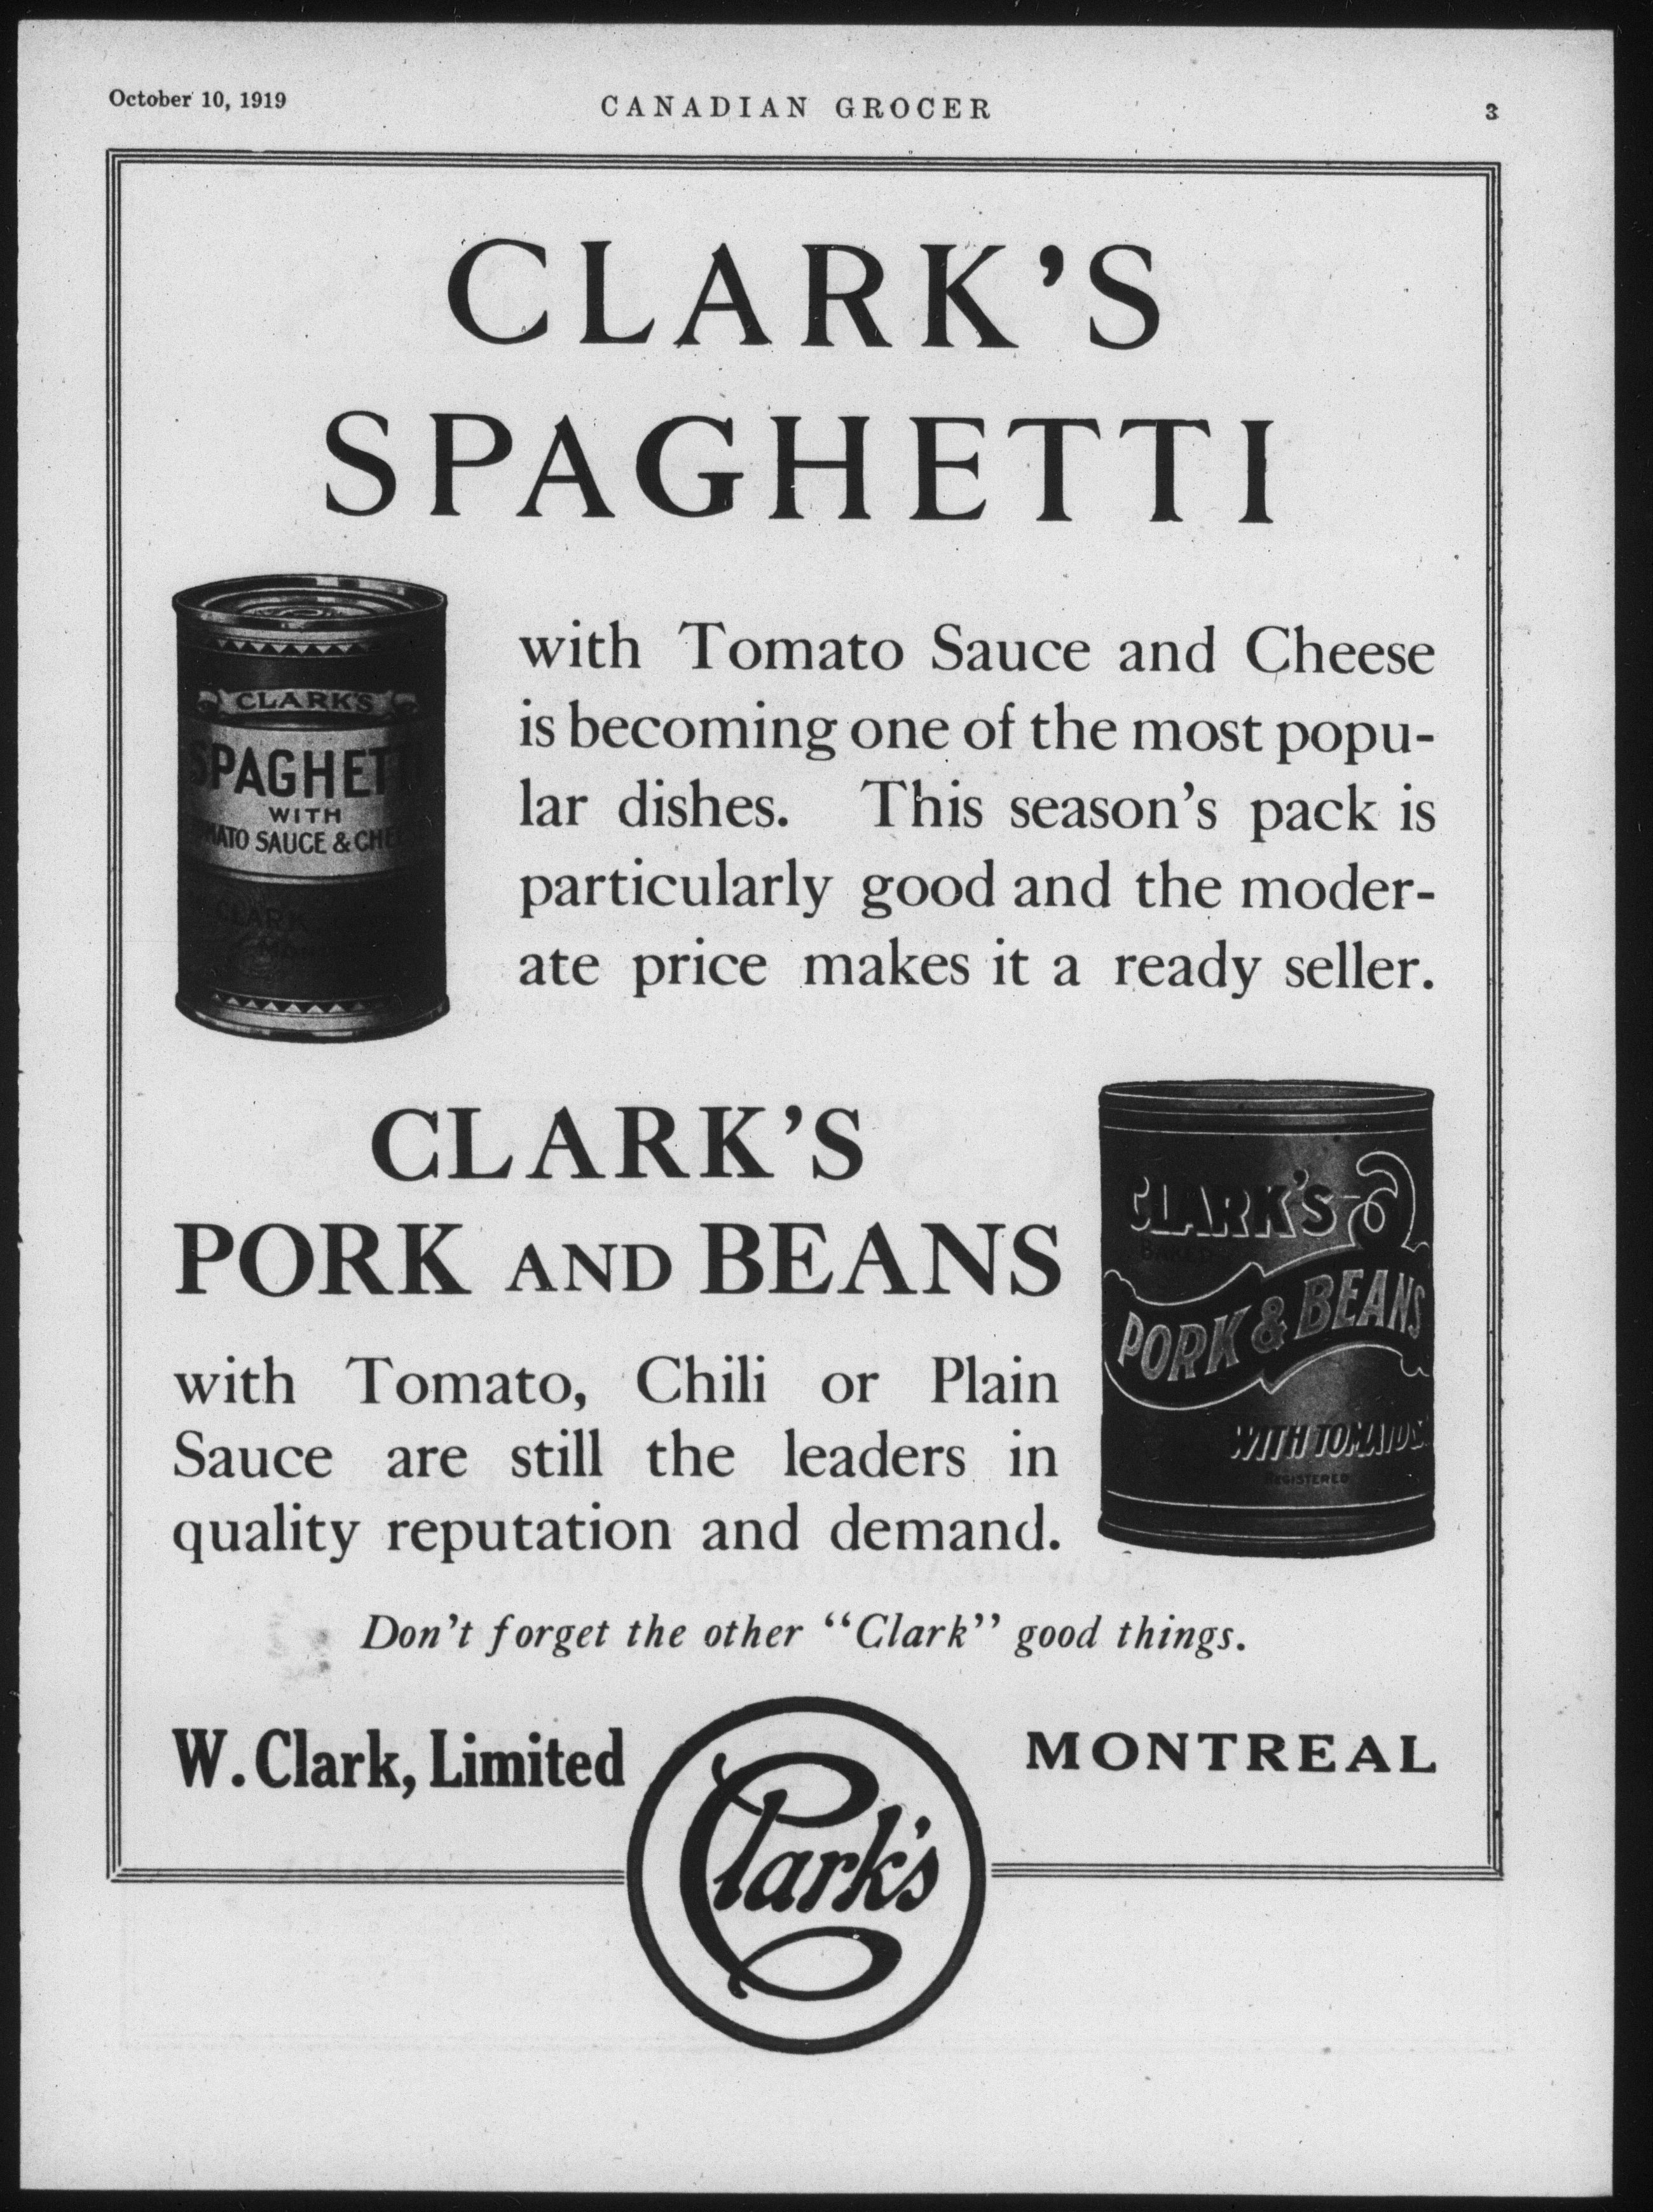 October 10, 1919
CANADIAN GROCER
3
CLARK'S
SPAGHETTI
CLARK'S
SPAGHETTI
WITH
MATO SAUCE & CHE
CLARK
with Tomato Sauce and Cheese
is becoming one of the most popu-
lar dishes. This season's pack is
particularly good and the moder-
ate price makes it a ready seller.
CLARK'S
PORK AND BEANS
with Tomato, Chili or Plain
Sauce are still the leaders in
quality reputation and demand.
CLARK'S
BAKED
PORK & BEANS
WITH TOMATO
REGISTERED
Don't forget the other "Clark" good things.
W. Clark, Limited
Clark's
MONTREAL